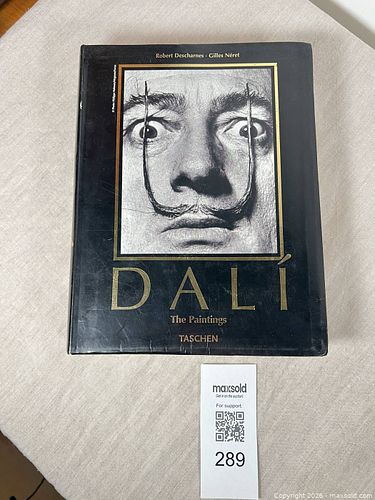 Robert Descharnes · Gilles Néret
DALÍ
The Paintings
TASCHEN
maxsold
For support:
289
Copyright 2026 - maxsold.com